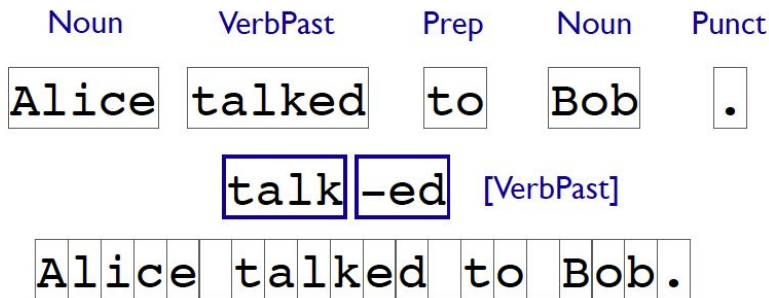 Noun VerbPast Prep Noun Punct
Alice talked to Bob .
talk -ed [VerbPast]
Alice talked to Bob.